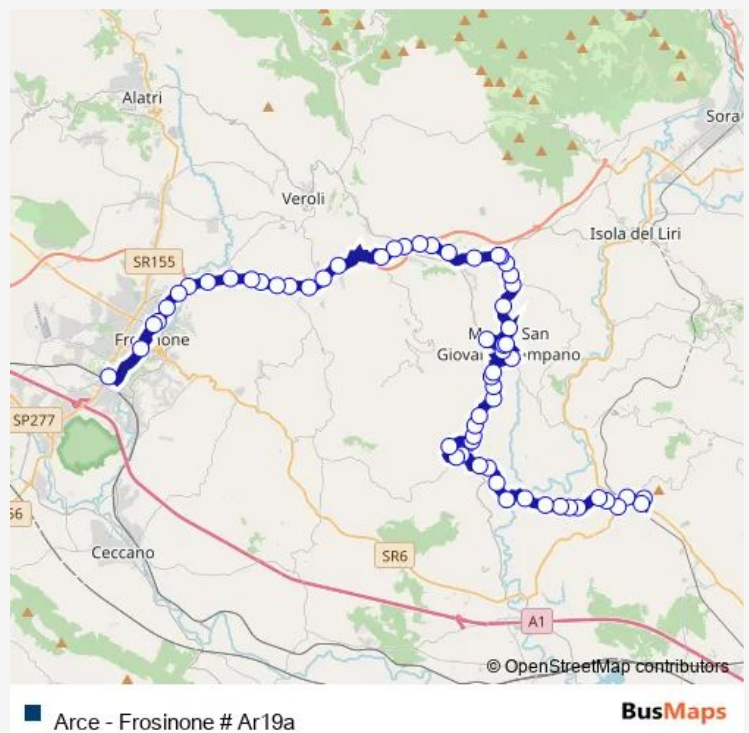 Alatri
Sora
Veroli
Isola del Liri
SR155
Frosinone
San
SP277
Ceccano
SR6
A1
© OpenStreetMap contributors
Arce - Frosinone # Ar19a
BusMaps